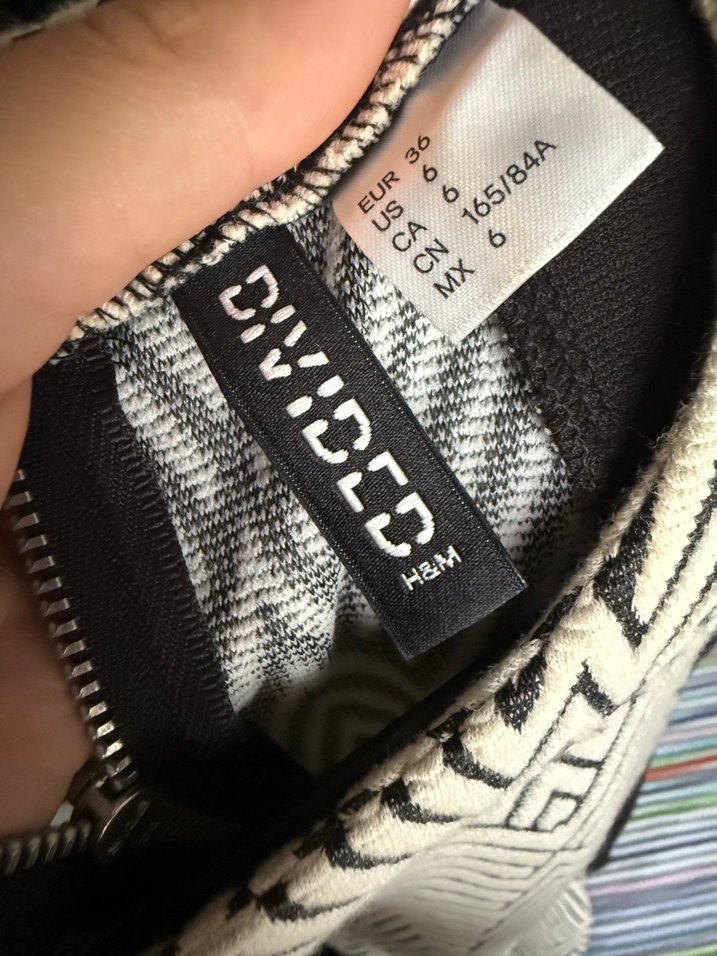 EUR 36
US 6
CA 6
CN 165/84A
MX 6
DIVIDED
H&M